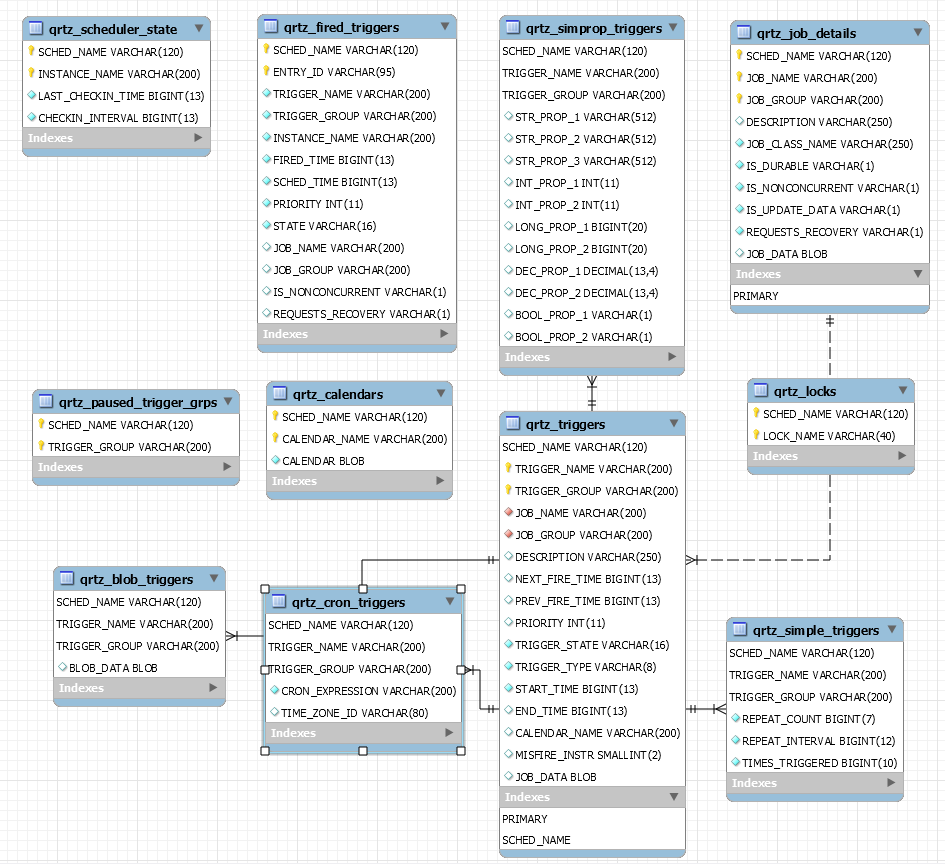 qrtz_scheduler_state
SCHED_NAME VARCHAR(120)
INSTANCE_NAME VARCHAR(200)
LAST_CHECKIN_TIME BIGINT(13)
CHECKIN_INTERVAL BIGINT(13)
Indexes
qrtz_fired_triggers
SCHED_NAME VARCHAR(120)
ENTRY_ID VARCHAR(95)
TRIGGER_NAME VARCHAR(200)
TRIGGER_GROUP VARCHAR(200)
INSTANCE_NAME VARCHAR(200)
FIRED_TIME BIGINT(13)
SCHED_TIME BIGINT(13)
PRIORITY INT(11)
STATE VARCHAR(16)
JOB_NAME VARCHAR(200)
JOB_GROUP VARCHAR(200)
IS_NONCONCURRENT VARCHAR(1)
REQUESTS_RECOVERY VARCHAR(1)
Indexes
qrtz_simprop_triggers
SCHED_NAME VARCHAR(120)
TRIGGER_NAME VARCHAR(200)
TRIGGER_GROUP VARCHAR(200)
STR_PROP_1 VARCHAR(512)
STR_PROP_2 VARCHAR(512)
STR_PROP_3 VARCHAR(512)
INT_PROP_1 INT(11)
INT_PROP_2 INT(11)
LONG_PROP_1 BIGINT(20)
LONG_PROP_2 BIGINT(20)
DEC_PROP_1 DECIMAL(13,4)
DEC_PROP_2 DECIMAL(13,4)
BOOL_PROP_1 VARCHAR(1)
BOOL_PROP_2 VARCHAR(1)
Indexes
qrtz_job_details
SCHED_NAME VARCHAR(120)
JOB_NAME VARCHAR(200)
JOB_GROUP VARCHAR(200)
DESCRIPTION VARCHAR(250)
JOB_CLASS_NAME VARCHAR(250)
IS_DURABLE VARCHAR(1)
IS_NONCONCURRENT VARCHAR(1)
IS_UPDATE_DATA VARCHAR(1)
REQUESTS_RECOVERY VARCHAR(1)
JOB_DATA BLOB
Indexes
PRIMARY
qrtz_paused_trigger_grps
SCHED_NAME VARCHAR(120)
TRIGGER_GROUP VARCHAR(200)
Indexes
qrtz_calendars
SCHED_NAME VARCHAR(120)
CALENDAR_NAME VARCHAR(200)
CALENDAR BLOB
Indexes
qrtz_triggers
SCHED_NAME VARCHAR(120)
TRIGGER_NAME VARCHAR(200)
TRIGGER_GROUP VARCHAR(200)
JOB_NAME VARCHAR(200)
JOB_GROUP VARCHAR(200)
DESCRIPTION VARCHAR(250)
NEXT_FIRE_TIME BIGINT(13)
PREV_FIRE_TIME BIGINT(13)
PRIORITY INT(11)
TRIGGER_STATE VARCHAR(16)
TRIGGER_TYPE VARCHAR(8)
START_TIME BIGINT(13)
END_TIME BIGINT(13)
CALENDAR_NAME VARCHAR(200)
MISFIRE_INSTR SMALLINT(2)
JOB_DATA BLOB
Indexes
PRIMARY
SCHED_NAME
qrtz_locks
SCHED_NAME VARCHAR(120)
LOCK_NAME VARCHAR(40)
Indexes
qrtz_blob_triggers
SCHED_NAME VARCHAR(120)
TRIGGER_NAME VARCHAR(200)
TRIGGER_GROUP VARCHAR(200)
BLOB_DATA BLOB
Indexes
qrtz_cron_triggers
SCHED_NAME VARCHAR(120)
TRIGGER_NAME VARCHAR(200)
TRIGGER_GROUP VARCHAR(200)
CRON_EXPRESSION VARCHAR(200)
TIME_ZONE_ID VARCHAR(80)
Indexes
qrtz_simple_triggers
SCHED_NAME VARCHAR(120)
TRIGGER_NAME VARCHAR(200)
TRIGGER_GROUP VARCHAR(200)
REPEAT_COUNT BIGINT(7)
REPEAT_INTERVAL BIGINT(12)
TIMES_TRIGGERED BIGINT(10)
Indexes